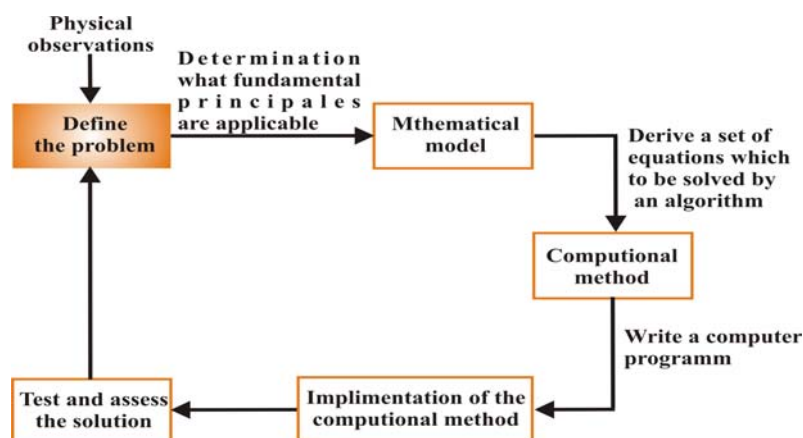 Physical
observations
Determination
what fundamental
principales
are applicable
Define
the problem
Mthematical
model
Derive a set of
equations which
to be solved by
an algorithm
Computional
method
Write a computer
programm
Implimentation of the
computional method
Test and assess
the solution